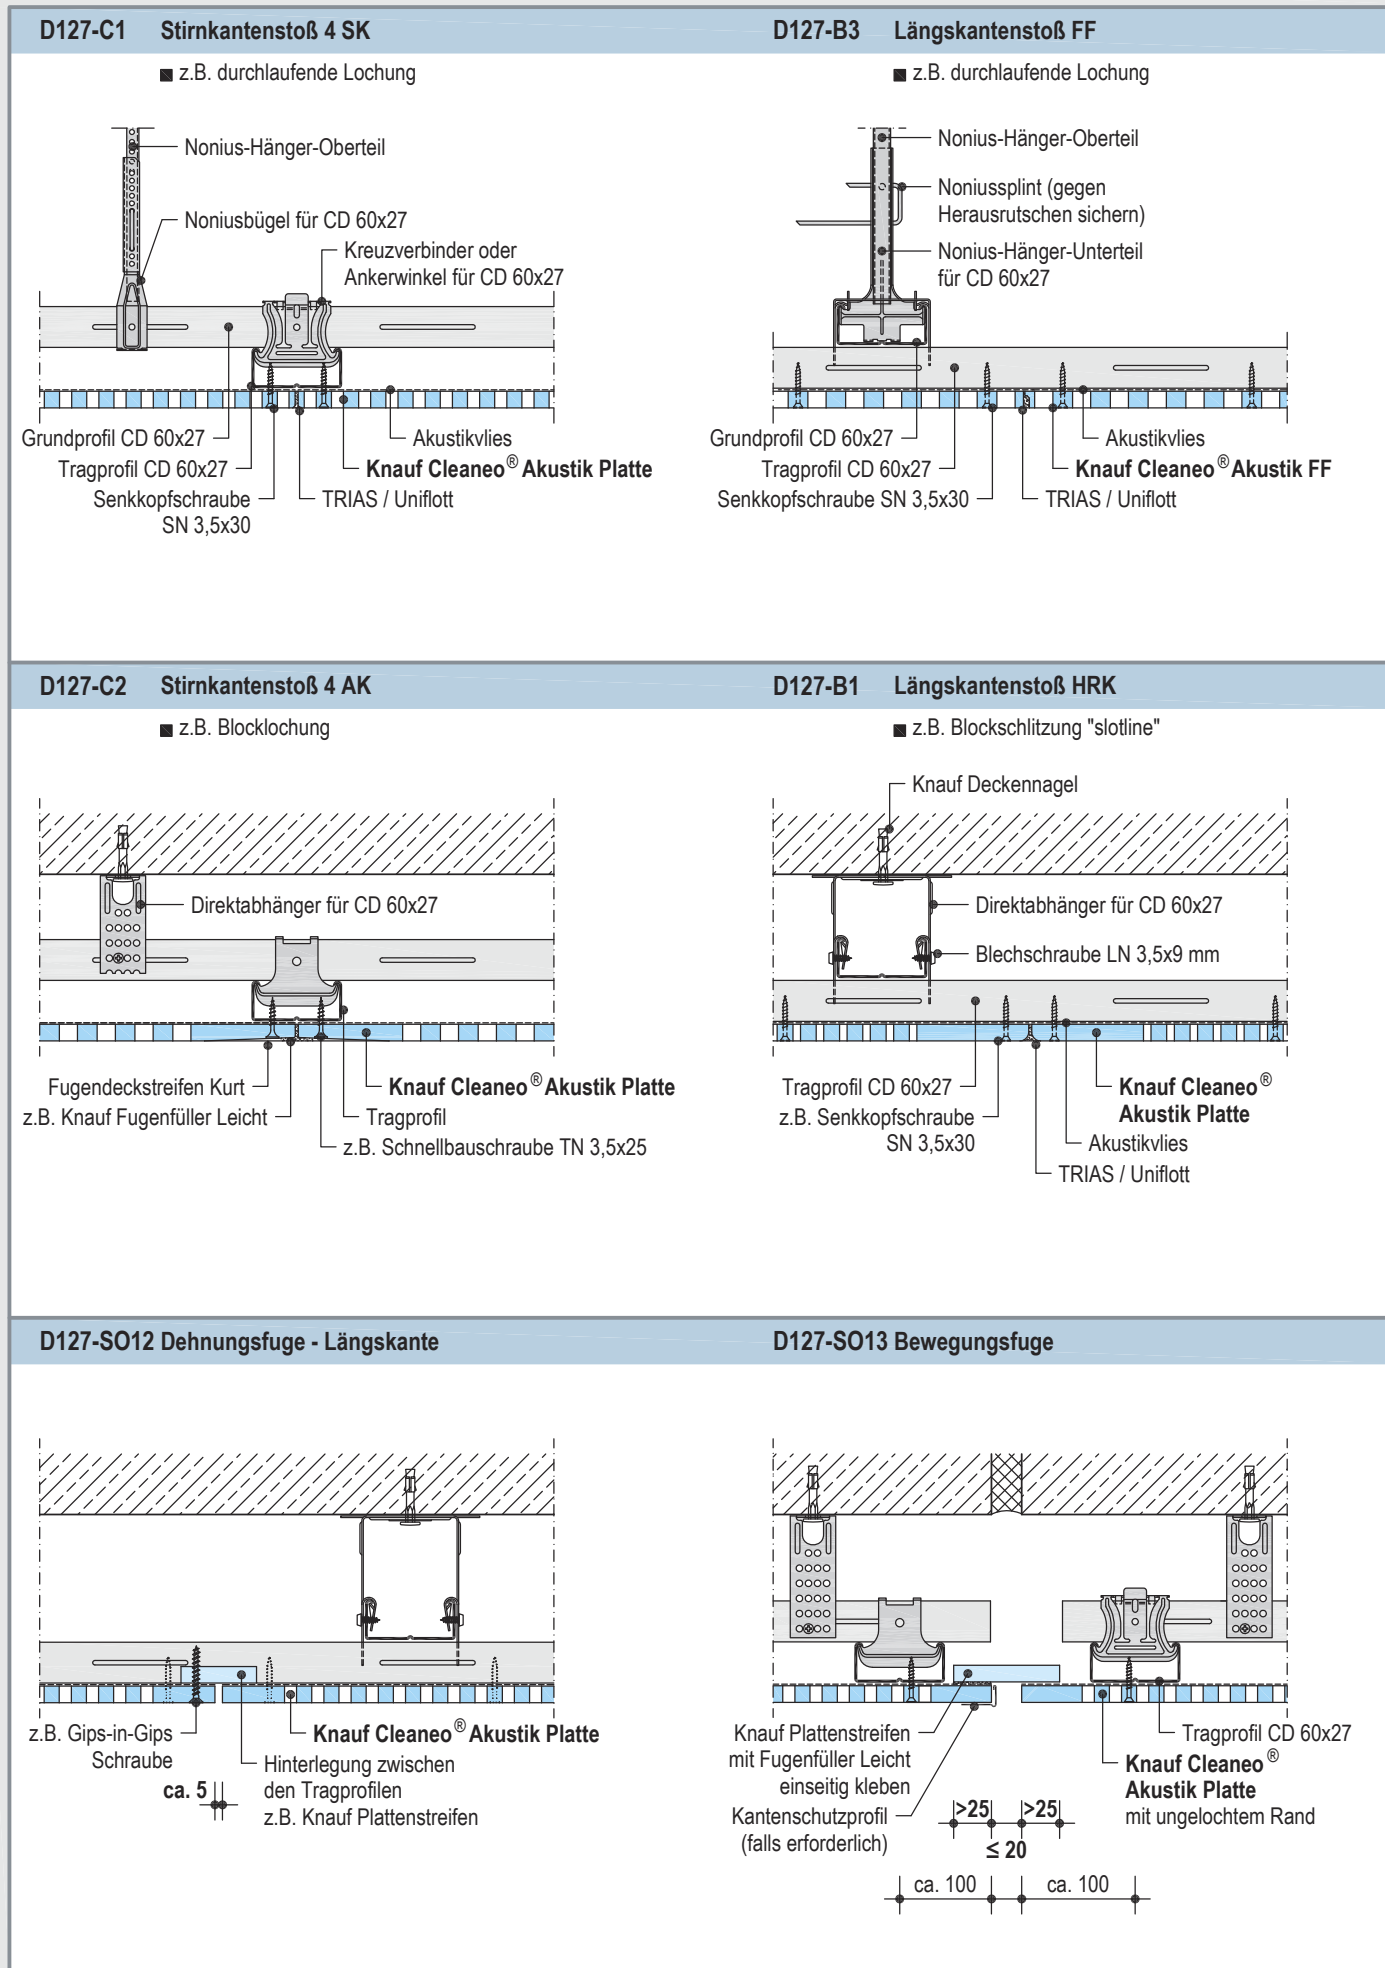 D127-C1 Stirnkantenstoß 4 SK
z.B. durchlaufende Lochung
Nonius-Hänger-Oberteil
Noniusbügel für CD 60x27
Kreuzverbinder oder
Ankerwinkel für CD 60x27
Grundprofil CD 60x27
Akustikvlies
Tragprofil CD 60x27
Knauf Cleaneo® Akustik Platte
Senkkopfschraube
SN 3,5x30
TRIAS / Uniflott
D127-B3 Längskantenstoß FF
z.B. durchlaufende Lochung
Nonius-Hänger-Oberteil
Noniussplint (gegen
Herausrutschen sichern)
Nonius-Hänger-Unterteil
für CD 60x27
Grundprofil CD 60x27
Akustikvlies
Tragprofil CD 60x27
Knauf Cleaneo® Akustik FF
Senkkopfschraube SN 3,5x30
TRIAS / Uniflott
D127-C2 Stirnkantenstoß 4 AK
z.B. Blocklochung
Direktabhänger für CD 60x27
Fugendeckstreifen Kurt
Knauf Cleaneo® Akustik Platte
z.B. Knauf Fugenfüller Leicht
Tragprofil
z.B. Schnellbauschraube TN 3,5x25
D127-B1 Längskantenstoß HRK
z.B. Blockschlitzung "slotline"
Knauf Deckennagel
Direktabhänger für CD 60x27
Blechschraube LN 3,5x9 mm
Tragprofil CD 60x27
Knauf Cleaneo®
Akustik Platte
z.B. Senkkopfschraube
SN 3,5x30
Akustikvlies
TRIAS / Uniflott
D127-SO12 Dehnungsfuge - Längskante
z.B. Gips-in-Gips
Schraube
Knauf Cleaneo® Akustik Platte
Hinterlegung zwischen
den Tragprofilen
z.B. Knauf Plattenstreifen
ca. 5
D127-SO13 Bewegungsfuge
Knauf Plattenstreifen
mit Fugenfüller Leicht
einseitig kleben
Kantenschutzprofil
(falls erforderlich)
Tragprofil CD 60x27
Knauf Cleaneo®
Akustik Platte
mit ungelochtem Rand
>25 >25
≤ 20
ca. 100 ca. 100